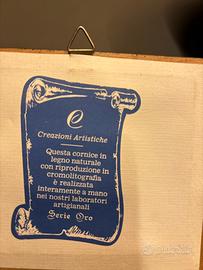 e
Creazioni Artistiche
Questa cornice in
legno naturale
con riproduzione in
cromolitografia
è realizzata
interamente a mano
nei nostri laboratori
artigianali
Serie Oro